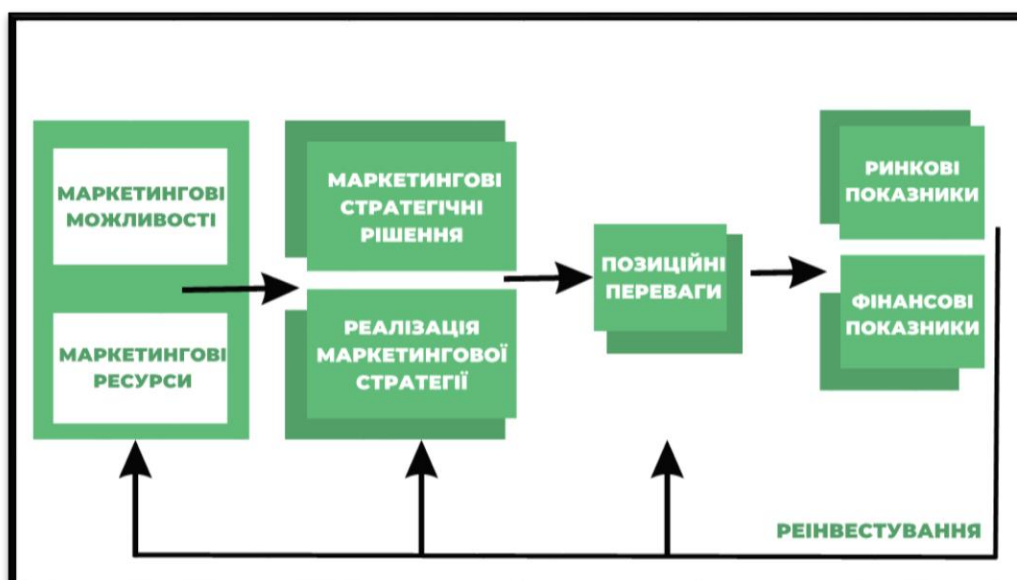 МАРКЕТИНГОВІ
МОЖЛИВОСТІ
МАРКЕТИНГОВІ
РЕСУРСИ
МАРКЕТИНГОВІ
СТРАТЕГІЧНІ
РІШЕННЯ
РЕАЛІЗАЦІЯ
МАРКЕТИНГОВОЇ
СТРАТЕГІЇ
ПОЗИЦІЙНІ
ПЕРЕВАГИ
РИНКОВІ
ПОКАЗНИКИ
ФІНАНСОВІ
ПОКАЗНИКИ
РЕІНВЕСТУВАННЯ